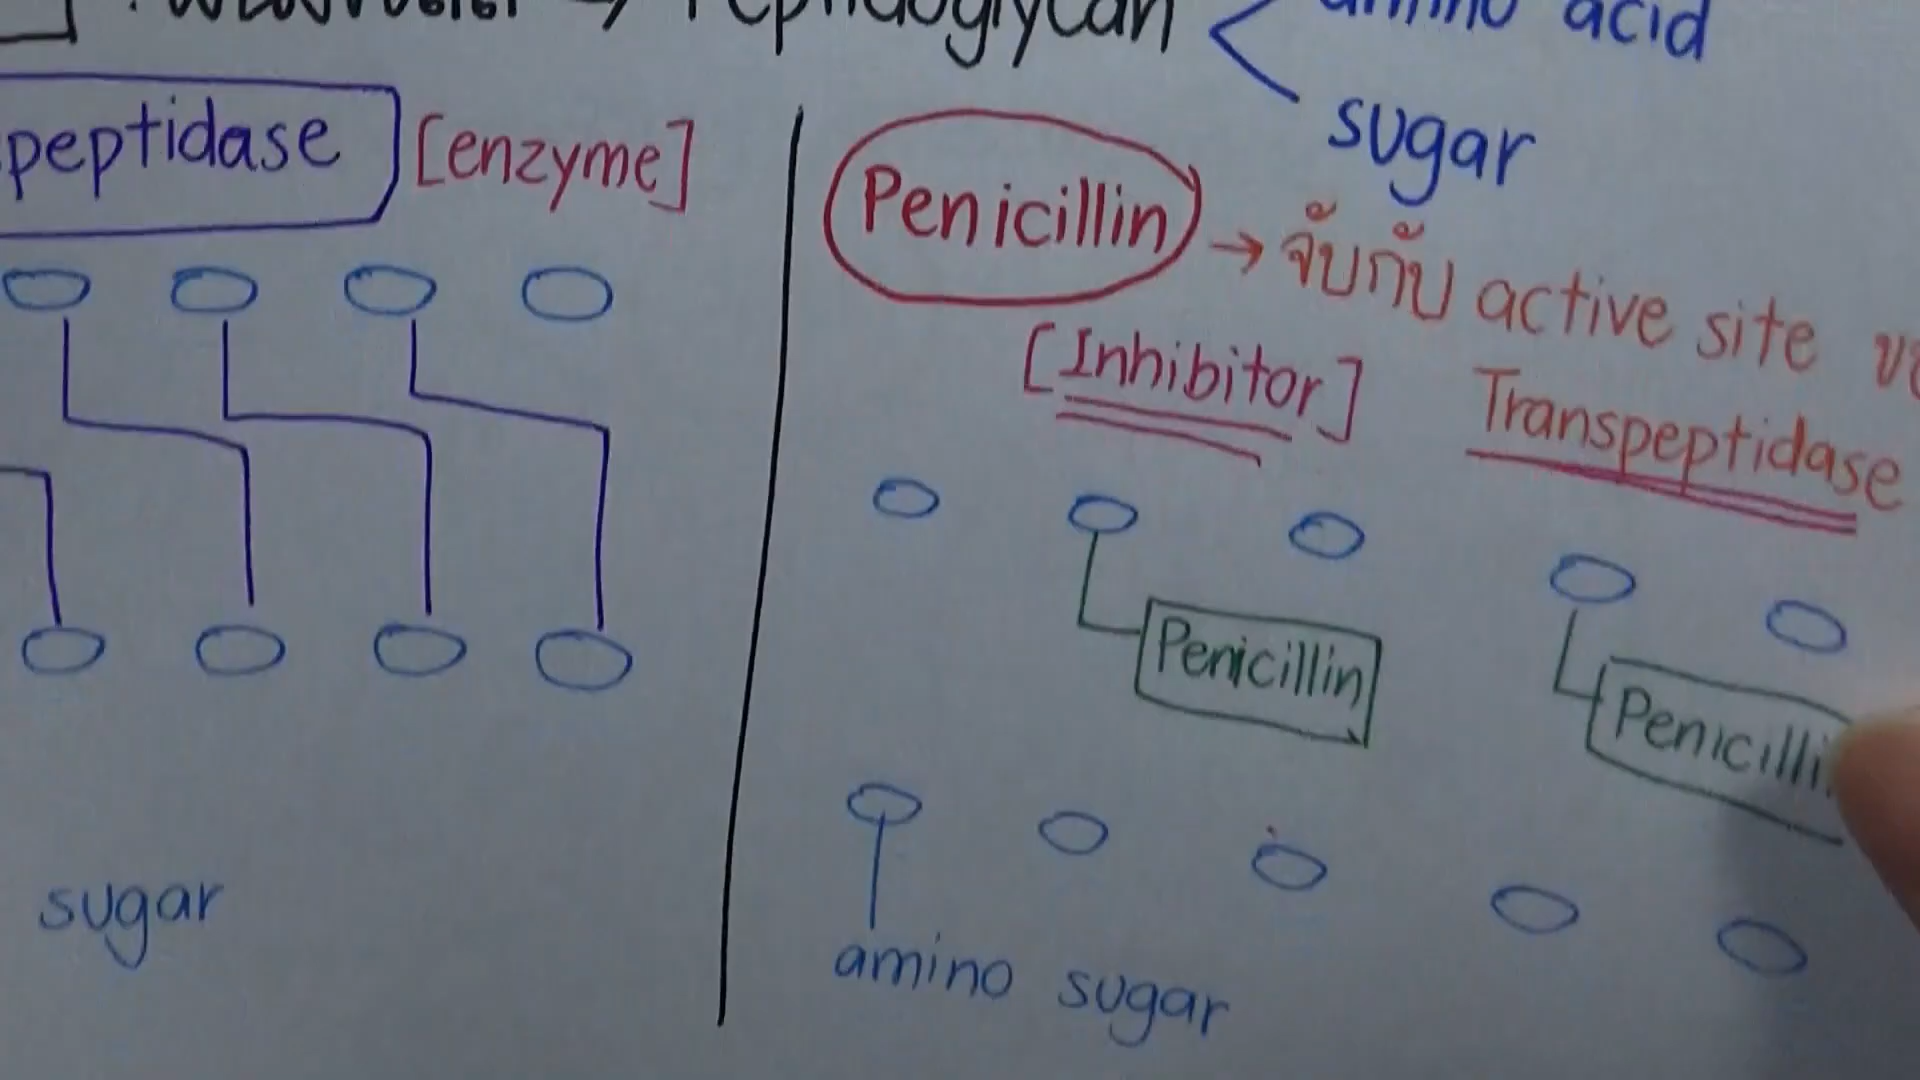 Peptidoglycan
amino acid
sugar
peptidase [enzyme]
Penicillin → จับกับ active site
[Inhibitor]
Transpeptidase
Penicillin
Penicilli
sugar
amino sugar